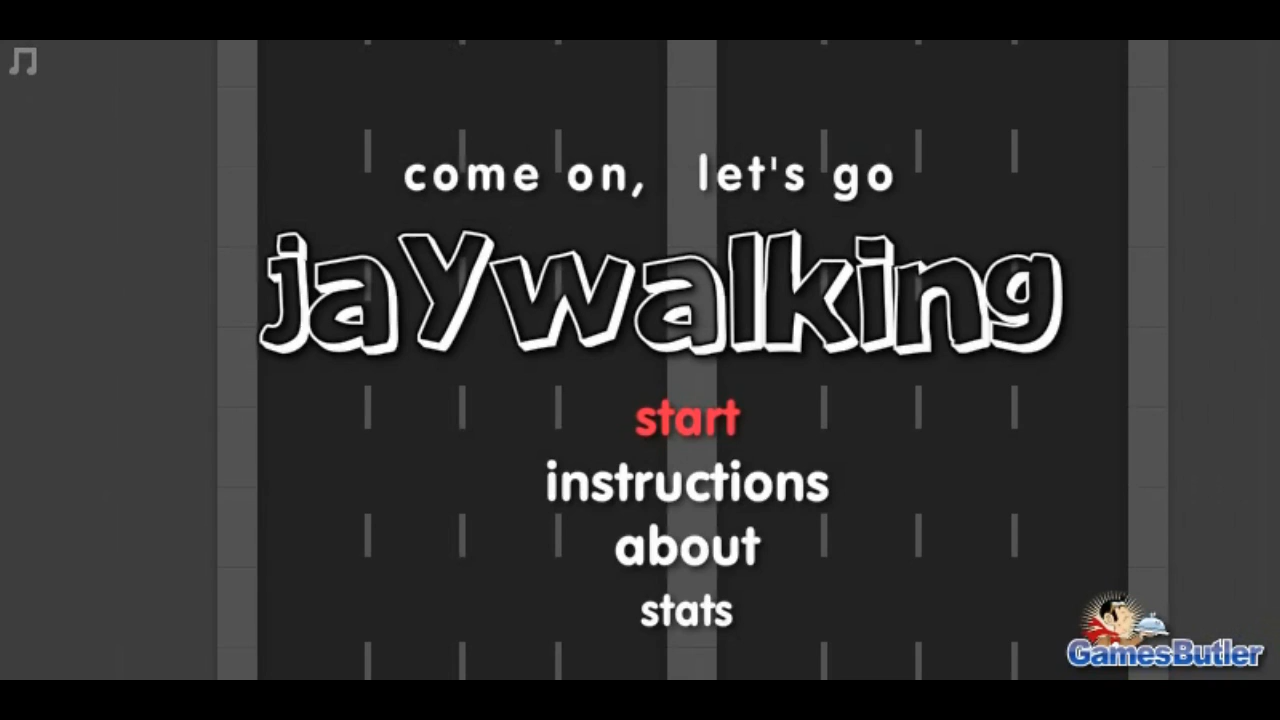 come on, let's go
jaYwalking
start
instructions
about
stats
GamesButler